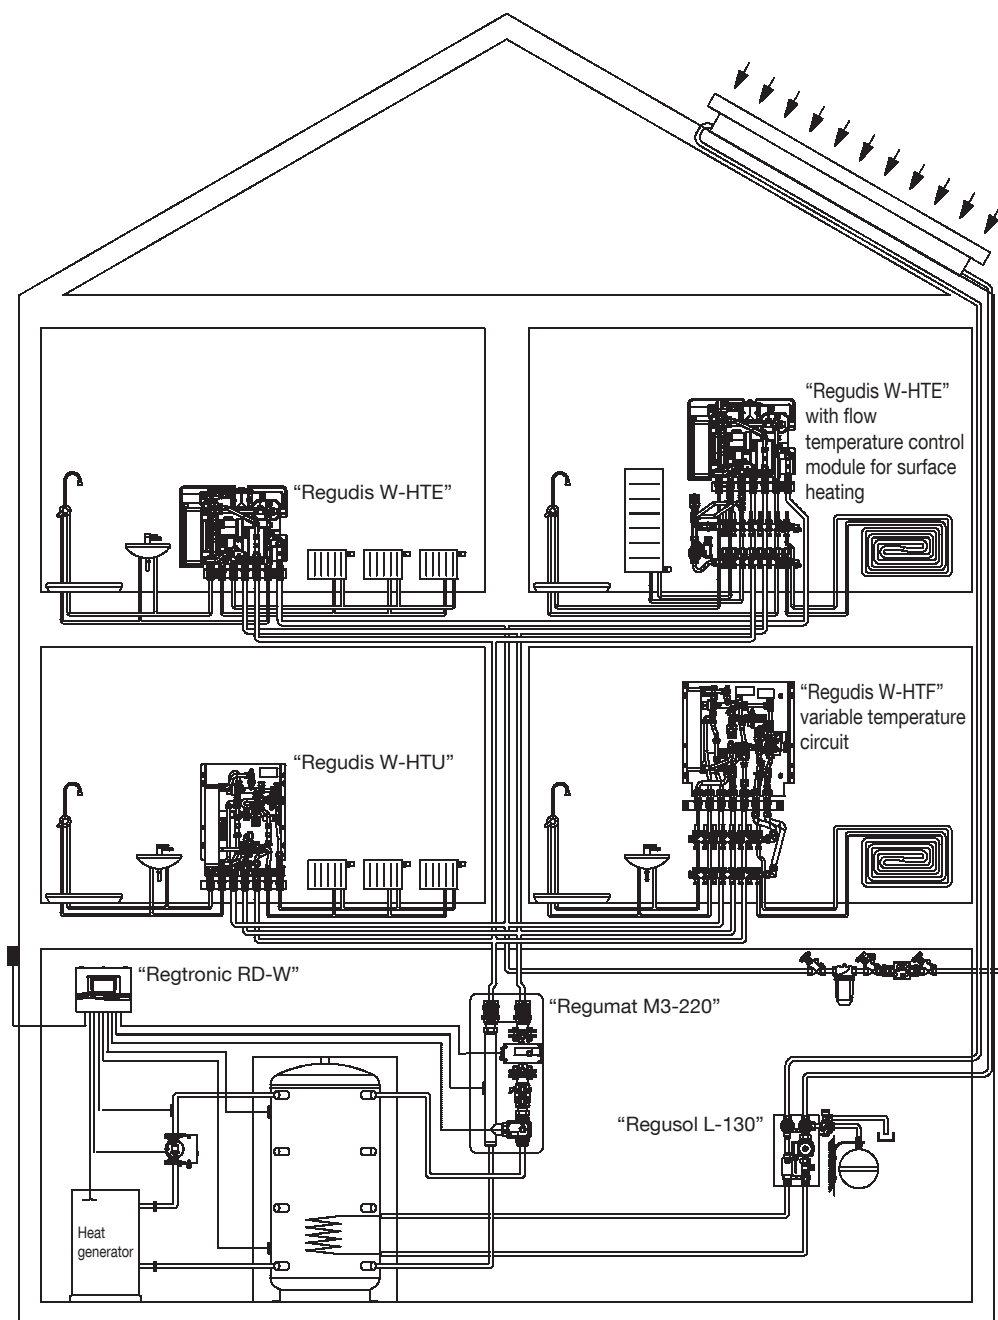 “Regudis W-HTE”
with flow
temperature control
module for surface
heating
“Regudis W-HTE”
“Regudis W-HTF”
variable temperature
circuit
“Regudis W-HTU”
“Regtronic RD-W”
“Regumat M3-220”
“Regusol L-130”
Heat
generator